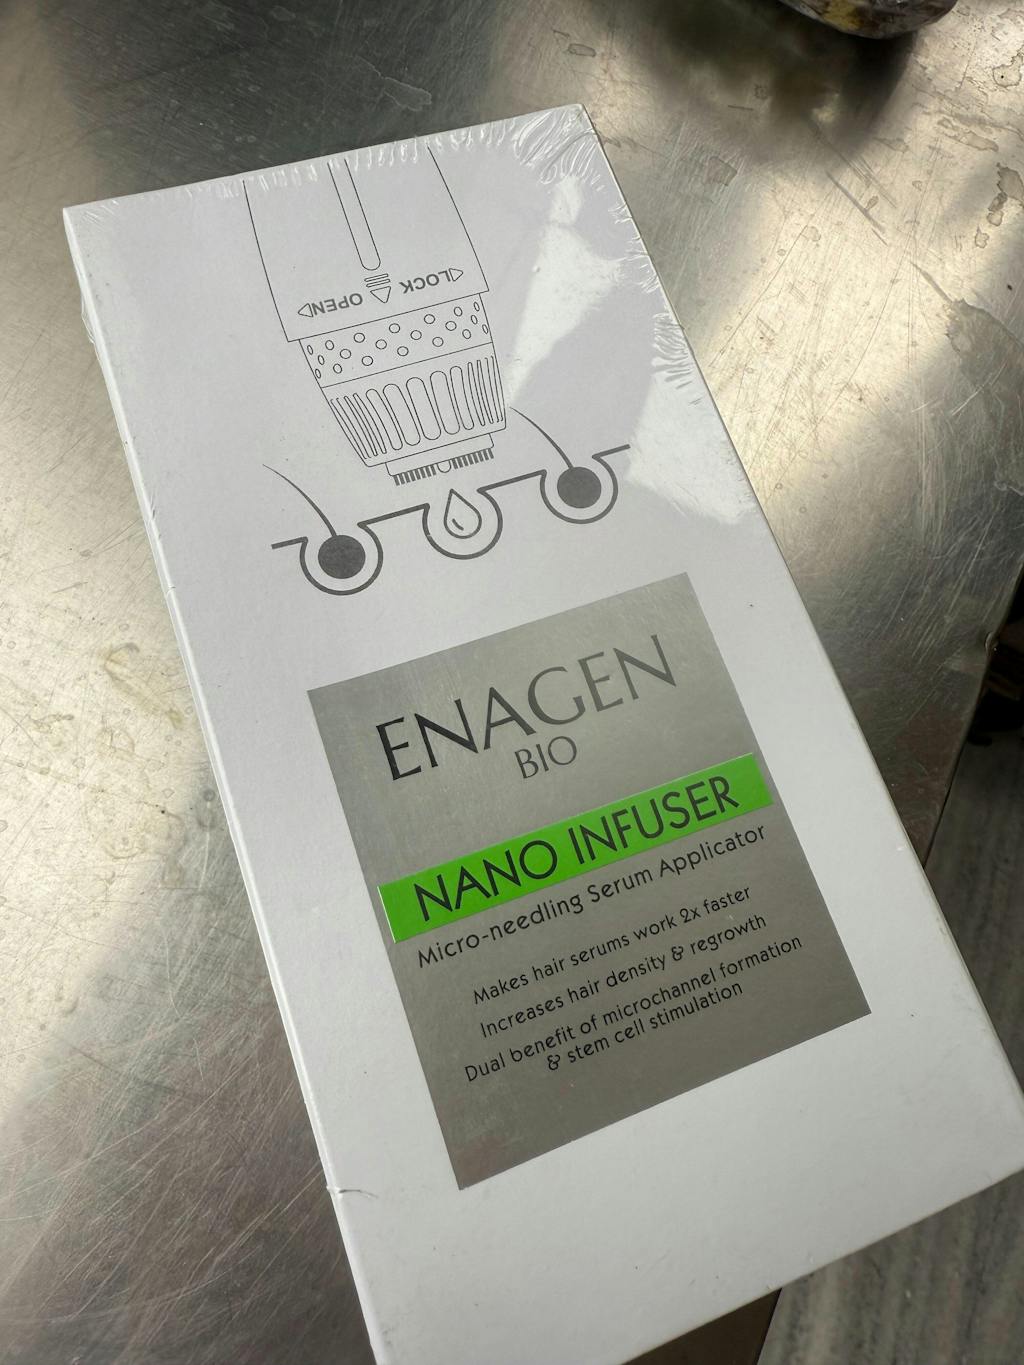 OPEN LOCK
ENAGEN
BIO
NANO INFUSER
Micro-needling Serum Applicator
Makes hair serums work 2x faster
Increases hair density & regrowth
Dual benefit of microchannel formation
& stem cell stimulation